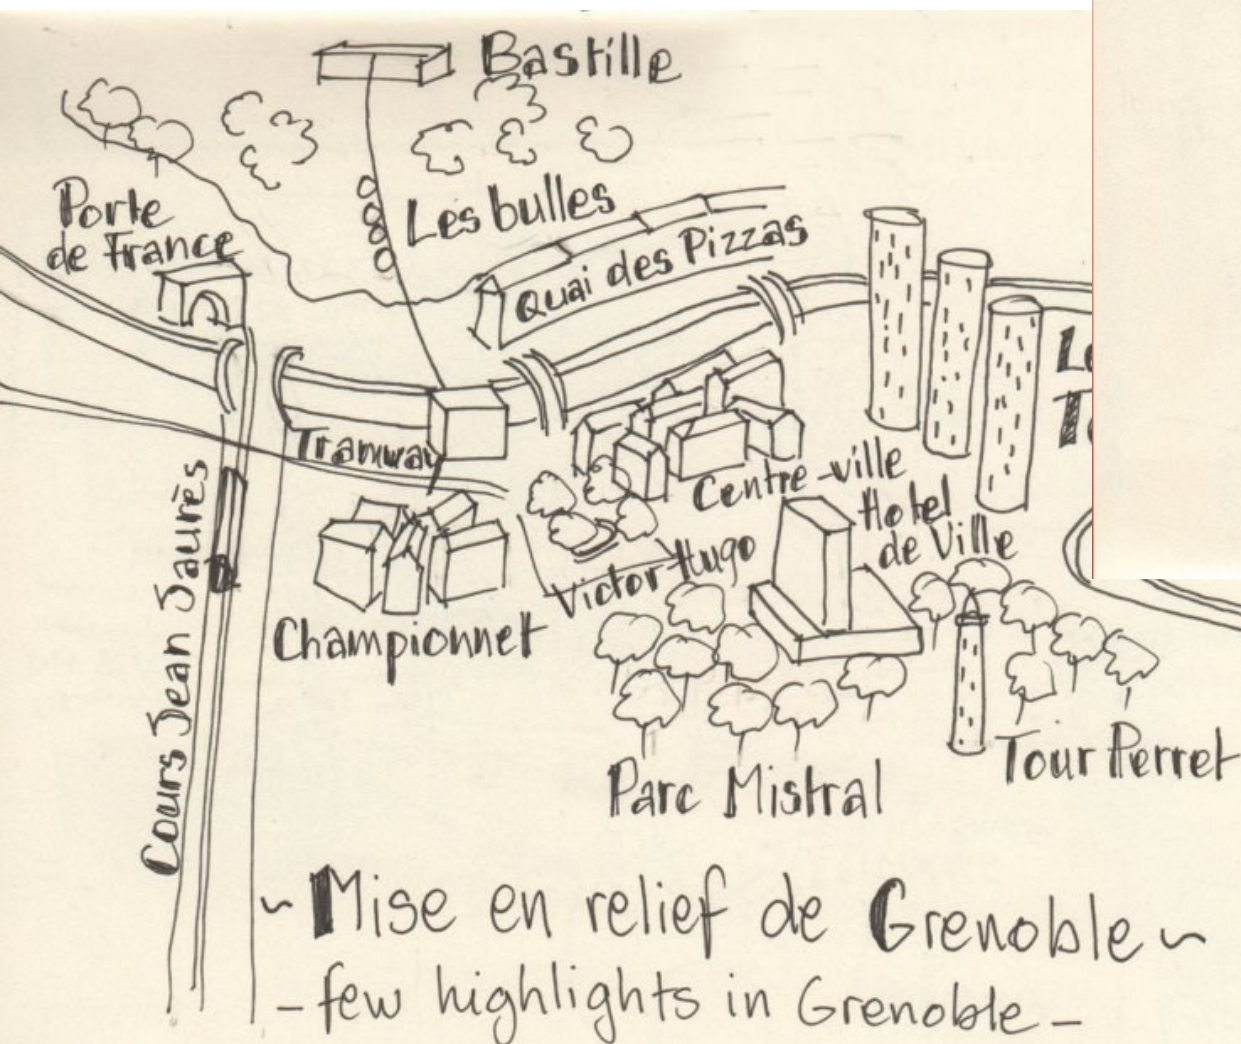 Bastille
Porte
de France
Les bulles
Quai des Pizzas
Tramway
Centre-ville
Hotel
de Ville
Cours Jean Jaurès
Victor Hugo
Championnet
Parc Mistral
Tour Perret
~ Mise en relief de Grenoble ~
- few highlights in Grenoble -